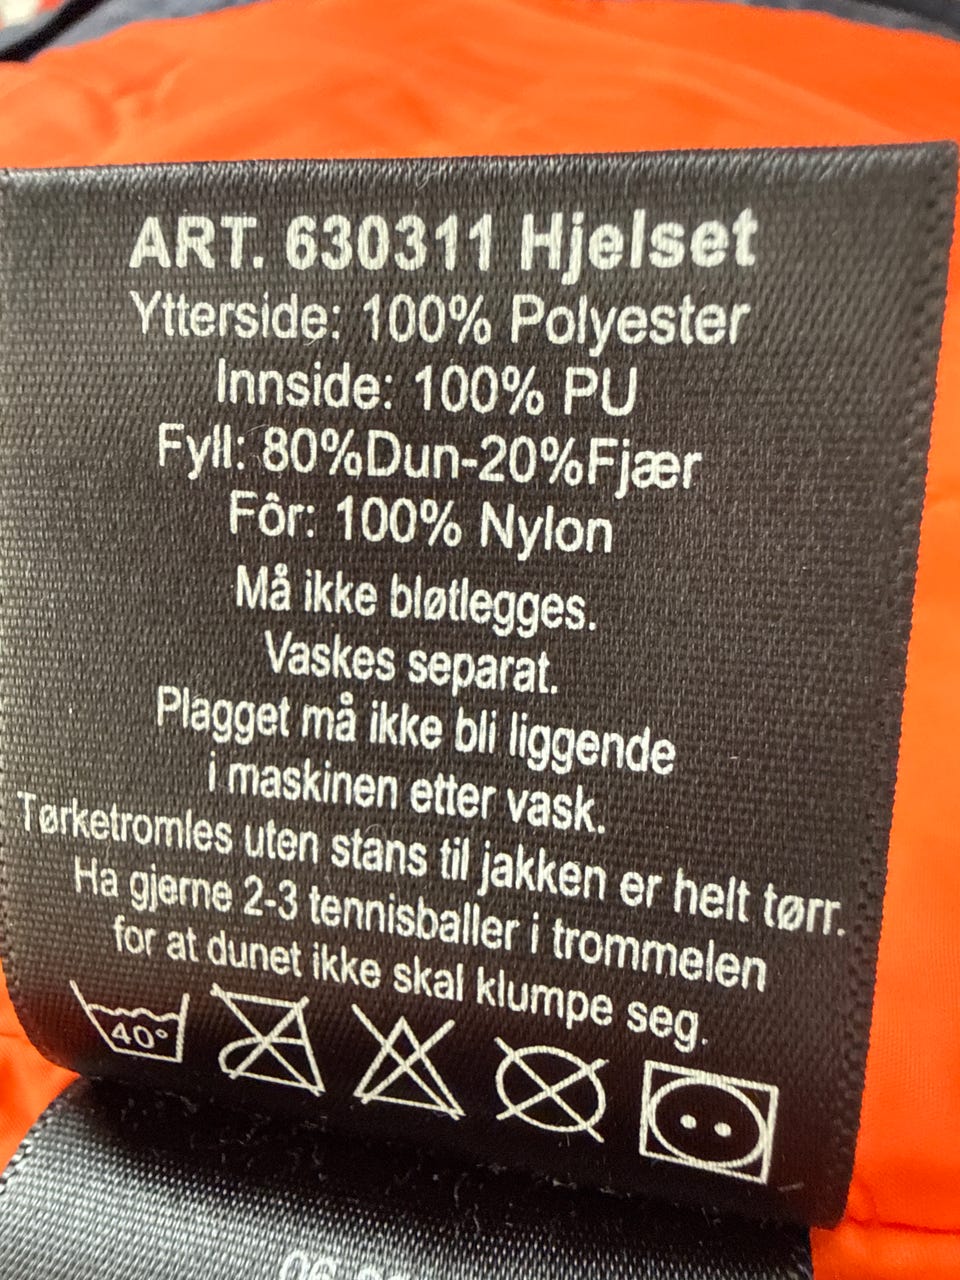 ART. 630311 Hjelset
Ytterside: 100% Polyester
Innside: 100% PU
Fyll: 80%Dun-20%Fjær
Fôr: 100% Nylon
Må ikke bløtlegges.
Vaskes separat.
Plagget må ikke bli liggende
i maskinen etter vask.
Tørketromles uten stans til jakken er helt tørr.
Ha gjerne 2-3 tennisballer i trommelen
for at dunet ikke skal klumpe seg.
40°